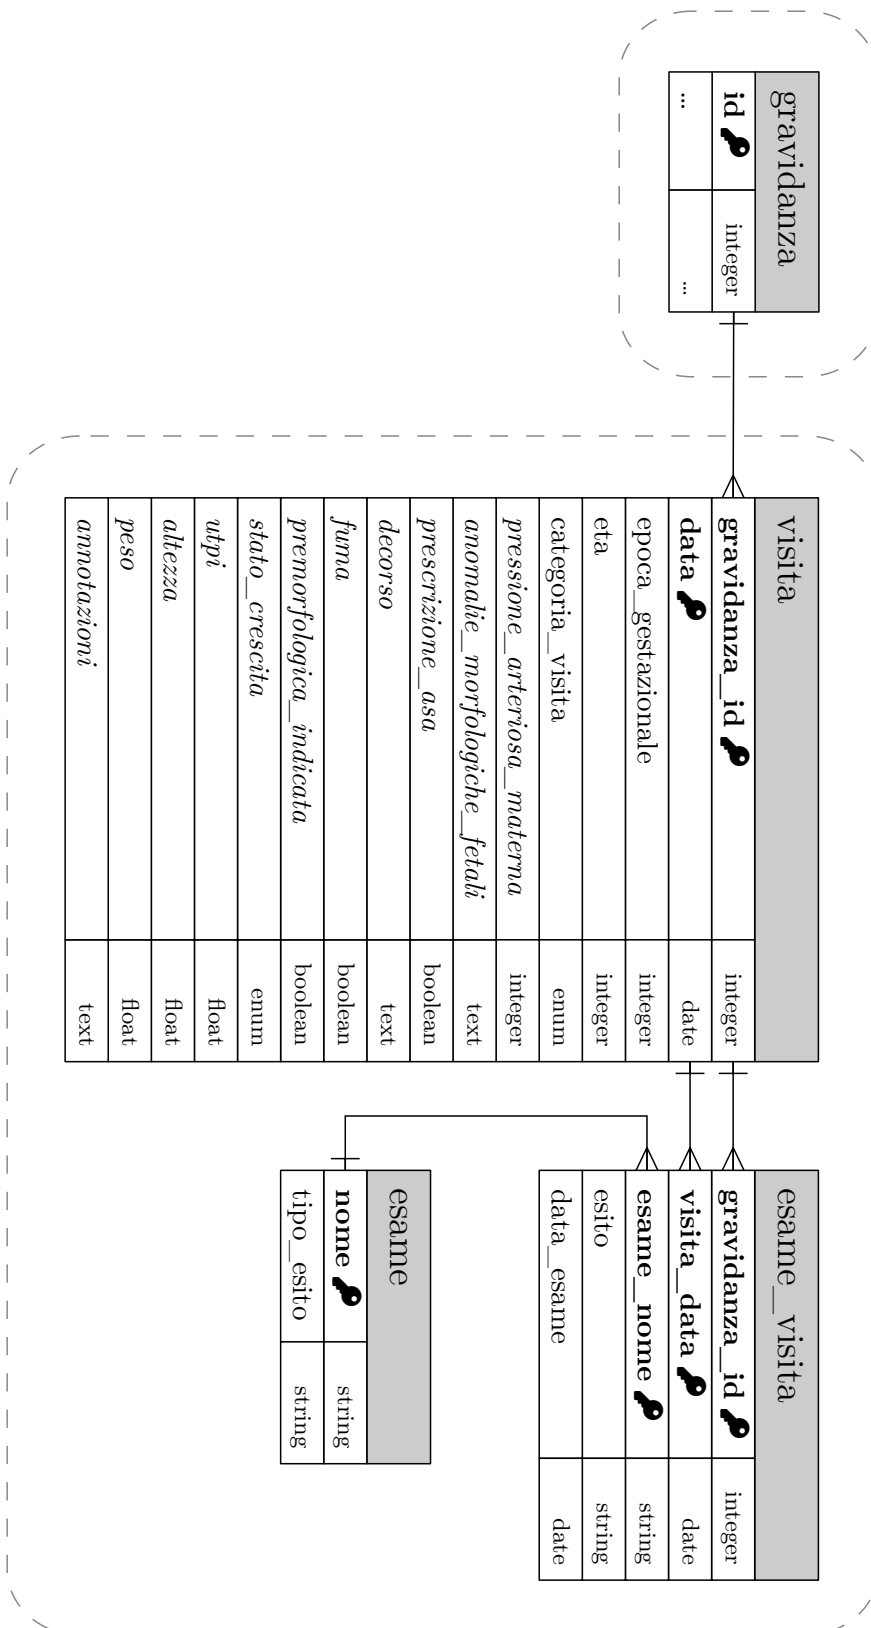 gravidanza
id integer
... ...
visita
gravidanza_id integer
data date
epoca_gestazionale integer
eta integer
categoria_visita enum
pressione_arteriosa_materna integer
anomalie_morfologiche_fetali text
prescrizione_asa boolean
decorso text
fuma boolean
premorfologica_indicata boolean
stato_crescita enum
utpi float
altezza float
peso float
annotazioni text
esame_visita
gravidanza_id integer
visita_data date
esame_nome string
esito string
data_esame date
esame
nome string
tipo_esito string